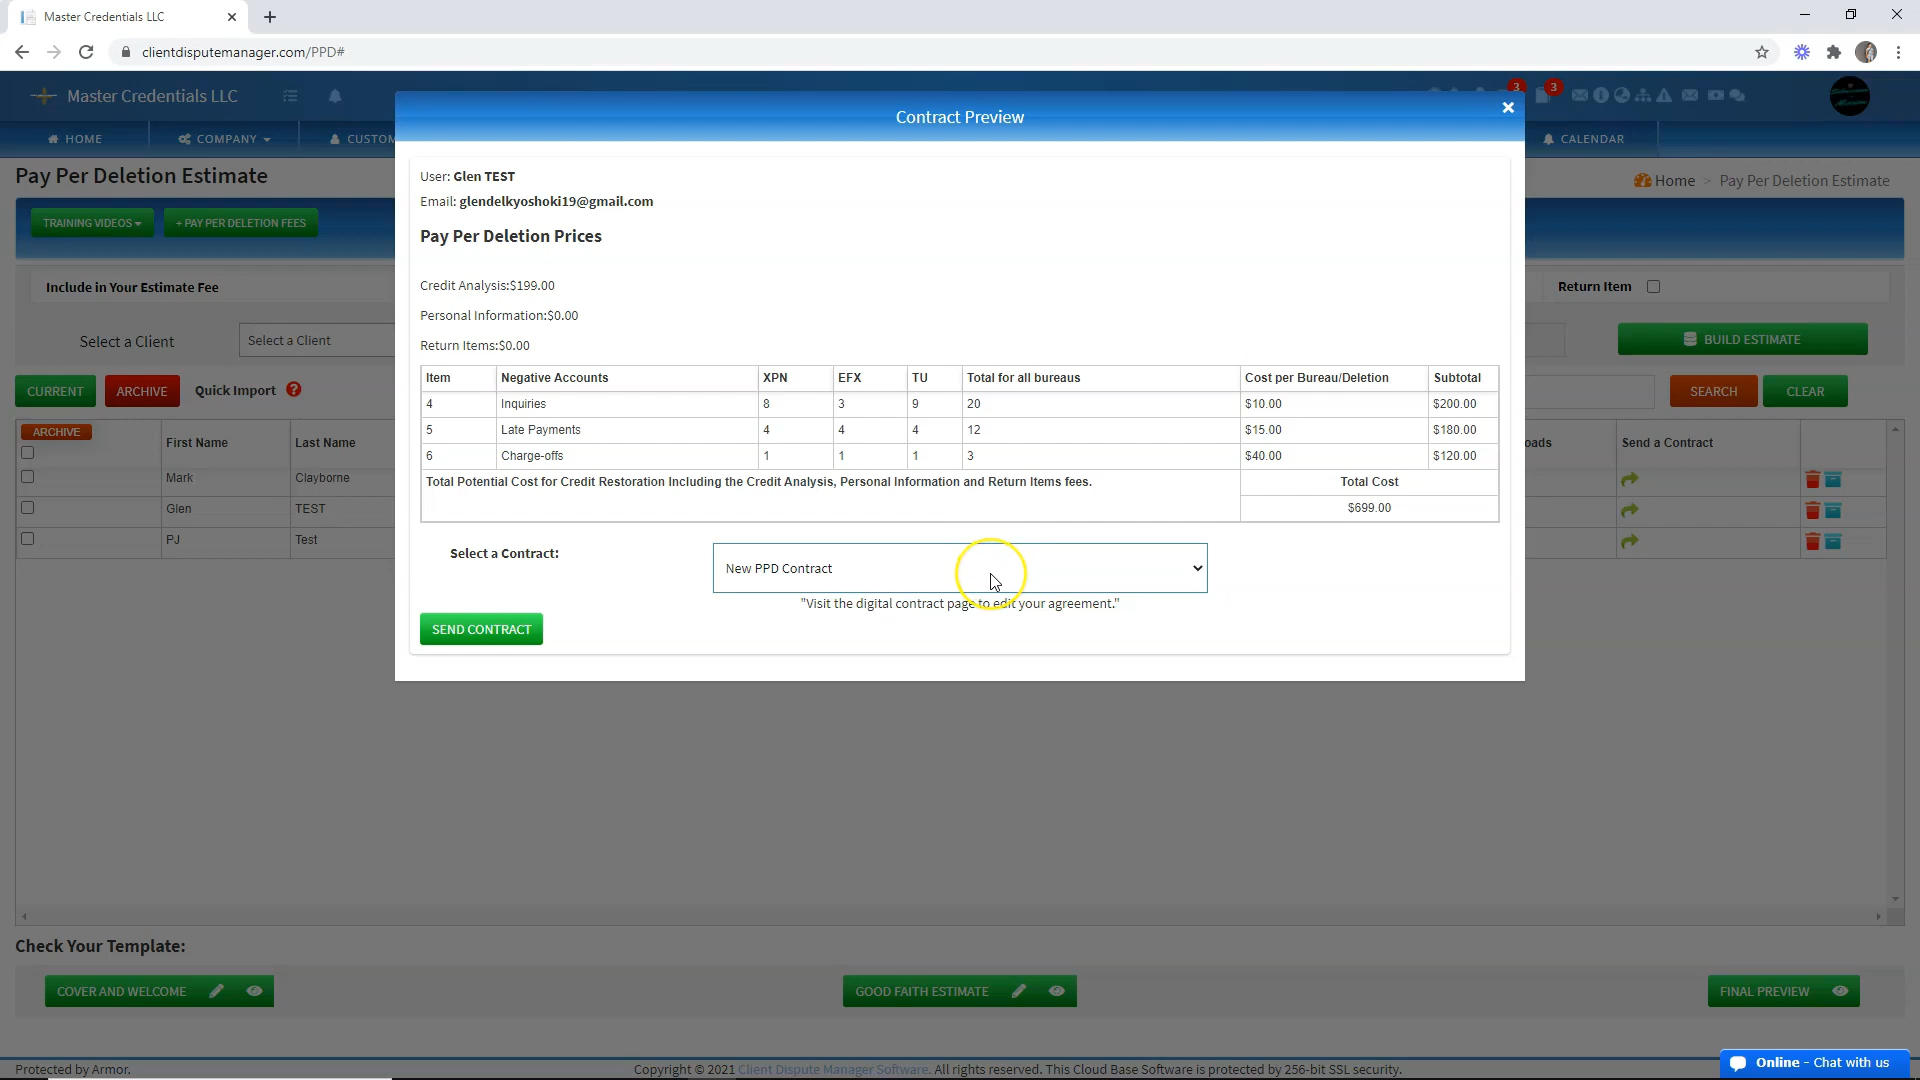 Master Credentials LLC
clientdisputemanager.com/PPD#
Master Credentials LLC
3
3
HOME
COMPANY
CUSTOM
CALENDAR
Contract Preview
Pay Per Deletion Estimate
Home > Pay Per Deletion Estimate
TRAINING VIDEOS
+ PAY PER DELETION FEES
Include in Your Estimate Fee
Return Item
Select a Client
Select a Client
BUILD ESTIMATE
CURRENT
ARCHIVE
Quick Import
SEARCH
CLEAR
ARCHIVE
First Name
Last Name
oads
Send a Contract
Mark
Clayborne
Glen
TEST
PJ
Test
User: Glen TEST
Email: glendelkyoshoki19@gmail.com
Pay Per Deletion Prices
Credit Analysis:$199.00
Personal Information:$0.00
Return Items:$0.00
Item Negative Accounts XPN EFX TU Total for all bureaus Cost per Bureau/Deletion Subtotal
4 Inquiries 8 3 9 20 $10.00 $200.00
5 Late Payments 4 4 4 12 $15.00 $180.00
6 Charge-offs 1 1 1 3 $40.00 $120.00
Total Potential Cost for Credit Restoration Including the Credit Analysis, Personal Information and Return Items fees. Total Cost
$699.00
Select a Contract:
New PPD Contract
"Visit the digital contract page to edit your agreement."
SEND CONTRACT
Check Your Template:
COVER AND WELCOME
GOOD FAITH ESTIMATE
FINAL PREVIEW
Protected by Armor.
Copyright © 2021 Client Dispute Manager Software. All rights reserved. This Cloud Base Software is protected by 256-bit SSL security.
Online - Chat with us